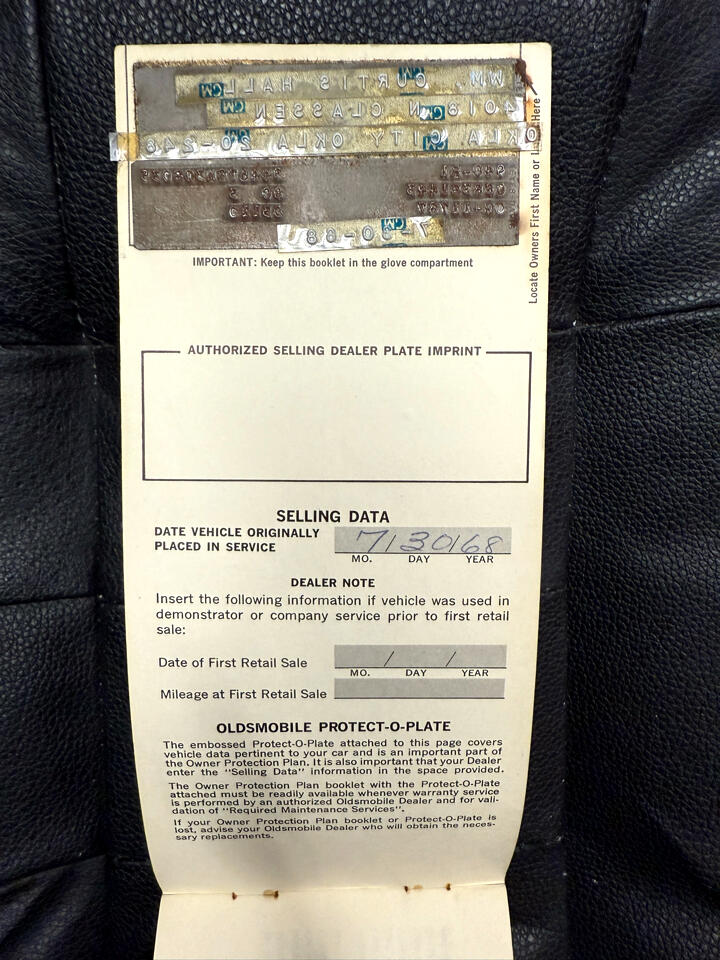 WM. CURTIS HALL
4018 N CLASSEN
OKLA CITY OKLA 26-248
7-30-68
Locate Owners First Name or Here
IMPORTANT: Keep this booklet in the glove compartment
AUTHORIZED SELLING DEALER PLATE IMPRINT
SELLING DATA
DATE VEHICLE ORIGINALLY
PLACED IN SERVICE
7/30/68
MO. DAY YEAR
DEALER NOTE
Insert the following information if vehicle was used in
demonstrator or company service prior to first retail
sale:
Date of First Retail Sale / /
MO. DAY YEAR
Mileage at First Retail Sale
OLDSMOBILE PROTECT-O-PLATE
The embossed Protect-O-Plate attached to this page covers
vehicle data pertinent to your car and is an important part of
the Owner Protection Plan. It is also important that your Dealer
enter the "Selling Data" information in the space provided.
The Owner Protection Plan booklet with the Protect-O-Plate
attached must be readily available whenever warranty service
is performed by an authorized Oldsmobile Dealer and for vali-
dation of "Required Maintenance Services".
If your Owner Protection Plan booklet or Protect-O-Plate is
lost, advise your Oldsmobile Dealer who will obtain the neces-
sary replacements.